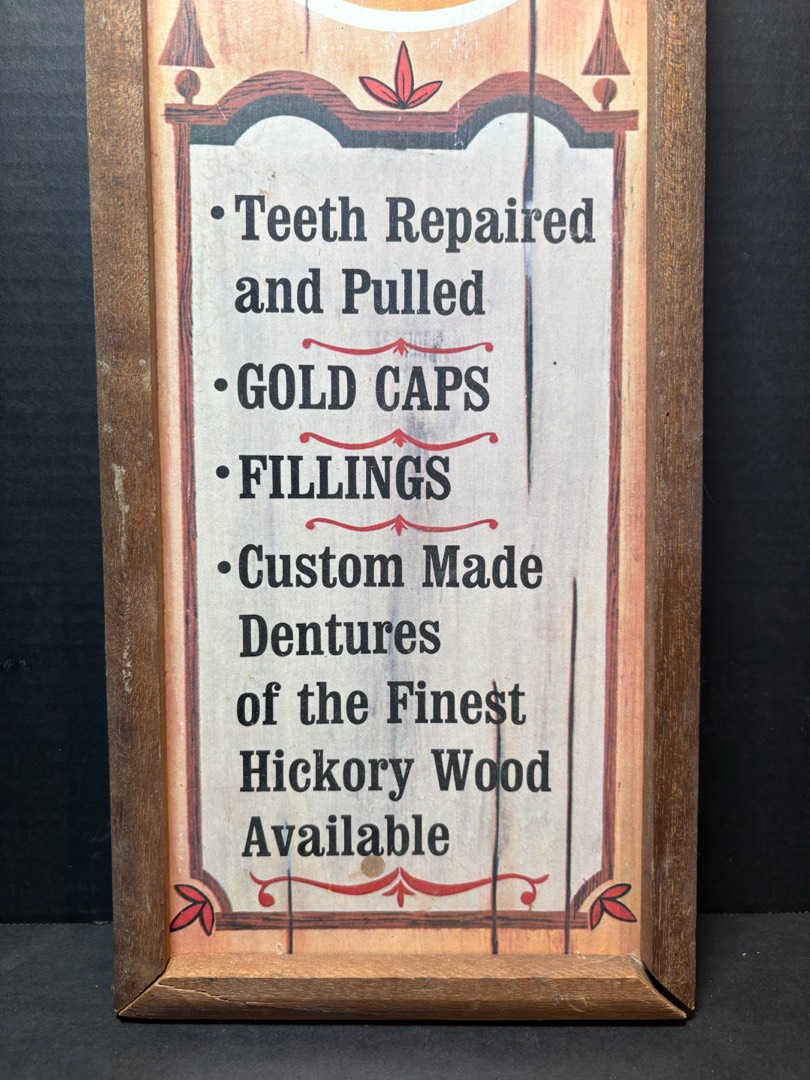 • Teeth Repaired
and Pulled
• GOLD CAPS
• FILLINGS
• Custom Made
Dentures
of the Finest
Hickory Wood
Available